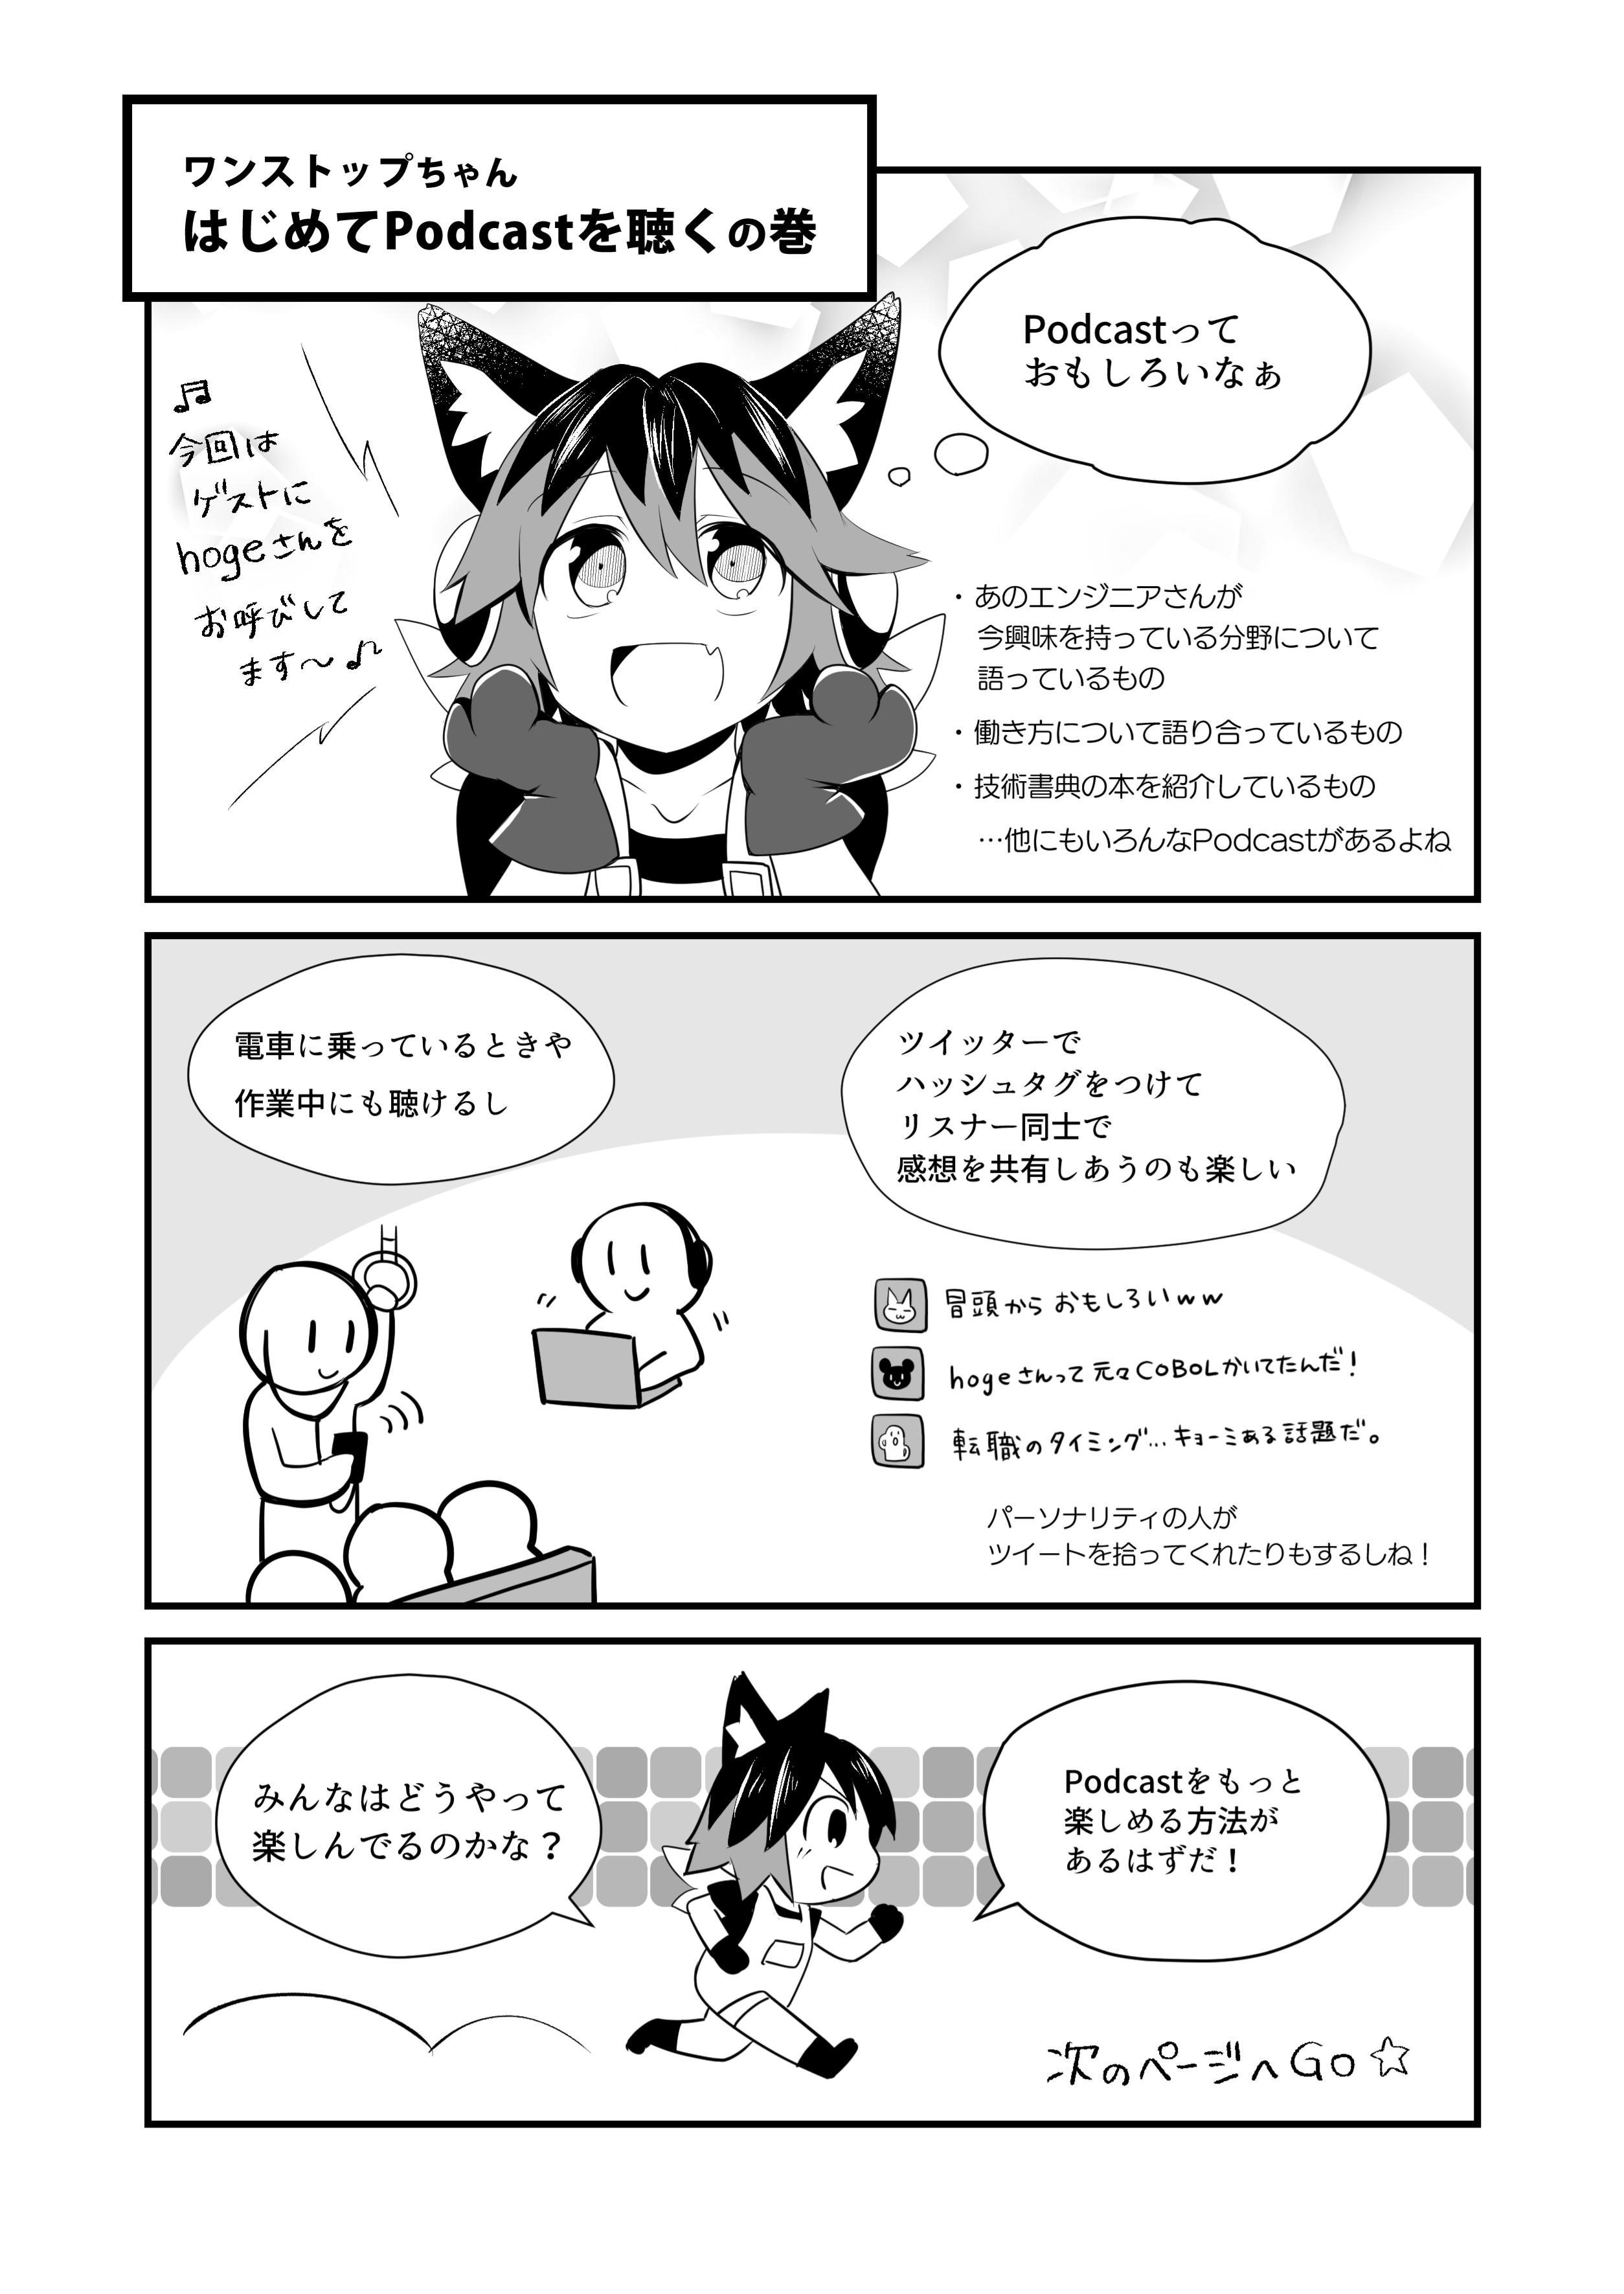 ワンストップちゃん
はじめてPodcastを聴くの巻
Podcastって
おもしろいなぁ
♫
今回は
ゲストに
hogeさんを
お呼びして
ます〜♪
・あのエンジニアさんが
今興味を持っている分野について
語っているもの
・働き方について語り合っているもの
・技術書典の本を紹介しているもの
…他にもいろんなPodcastがあるよね
電車に乗っているときや
作業中にも聴けるし
ツイッターで
ハッシュタグをつけて
リスナー同士で
感想を共有しあうのも楽しい
冒頭からおもしろいww
hogeさんって元々COBOLかいてたんだ！
転職のタイミング…キョーミある話題だ。
パーソナリティの人が
ツイートを拾ってくれたりもするしね！
みんなはどうやって
楽しんでるのかな？
Podcastをもっと
楽しめる方法が
あるはずだ！
次のページへGo☆